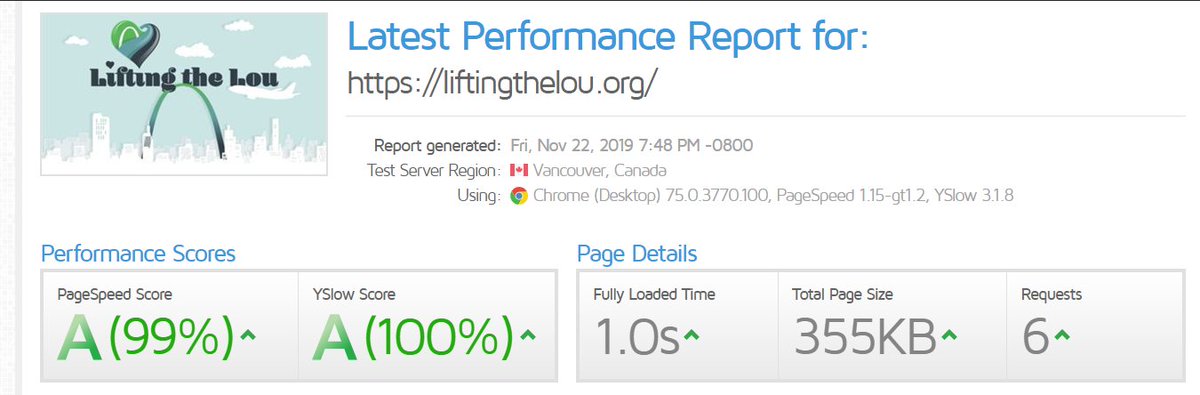 Lifting the Lou
Latest Performance Report for:
https://liftingthelou.org/
Report generated: Fri, Nov 22, 2019 7:48 PM -0800
Test Server Region: Vancouver, Canada
Using: Chrome (Desktop) 75.0.3770.100, PageSpeed 1.15-gt1.2, YSlow 3.1.8
Performance Scores
PageSpeed Score
A (99%)
YSlow Score
A (100%)
Page Details
Fully Loaded Time
1.0s
Total Page Size
355KB
Requests
6